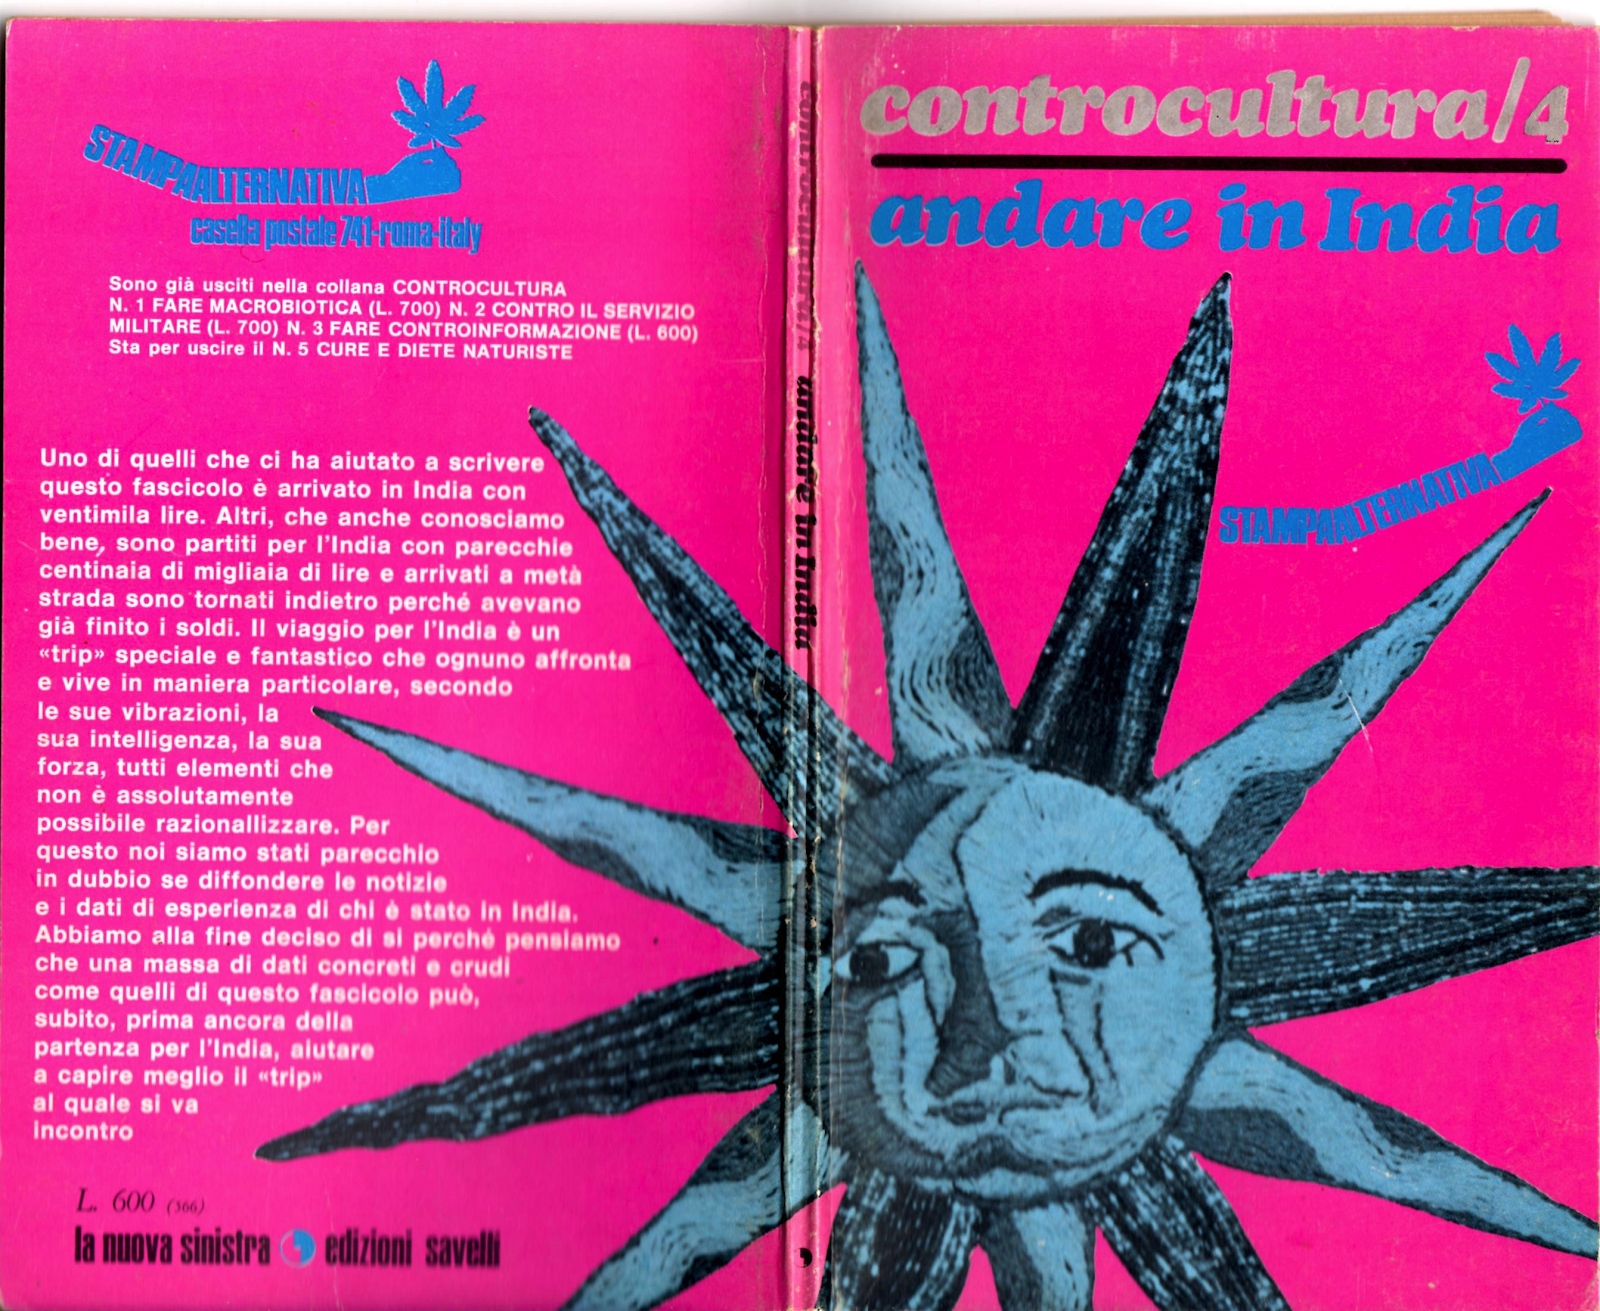 STAMPA ALTERNATIVA
casella postale 741-roma-italy
Sono già usciti nella collana CONTROCULTURA
N. 1 FARE MACROBIOTICA (L. 700) N. 2 CONTRO IL SERVIZIO
MILITARE (L. 700) N. 3 FARE CONTROINFORMAZIONE (L. 600)
Sta per uscire il N. 5 CURE E DIETE NATURISTE
Uno di quelli che ci ha aiutato a scrivere
questo fascicolo è arrivato in India con
ventimila lire. Altri, che anche conosciamo
bene, sono partiti per l'India con parecchie
centinaia di migliaia di lire e arrivati a metà
strada sono tornati indietro perché avevano
già finito i soldi. Il viaggio per l'India è un
«trip» speciale e fantastico che ognuno affronta
e vive in maniera particolare, secondo
le sue vibrazioni, la
sua intelligenza, la sua
forza, tutti elementi che
non è assolutamente
possibile razionallizzare. Per
questo noi siamo stati parecchio
in dubbio se diffondere le notizie
e i dati di esperienza di chi è stato in India.
Abbiamo alla fine deciso di si perché pensiamo
che una massa di dati concreti e crudi
come quelli di questo fascicolo può,
subito, prima ancora della
partenza per l'India, aiutare
a capire meglio il «trip»
al quale si va
incontro
L. 600 (566)
la nuova sinistra edizioni savelli
controcultura/4 andare in India
controcultura/4
andare in India
STAMPA ALTERNATIVA